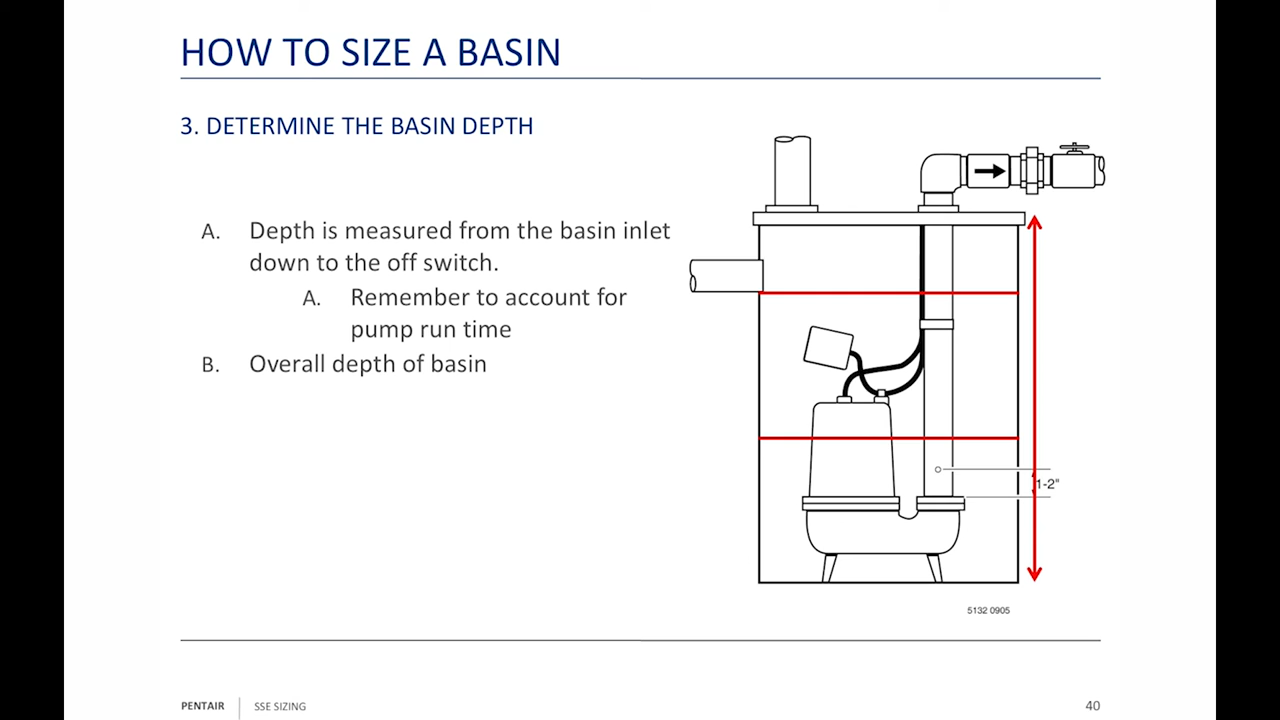 HOW TO SIZE A BASIN
3. DETERMINE THE BASIN DEPTH
A. Depth is measured from the basin inlet
down to the off switch.
A. Remember to account for
pump run time
B. Overall depth of basin
1-2"
5132 0905
PENTAIR SSE SIZING 40